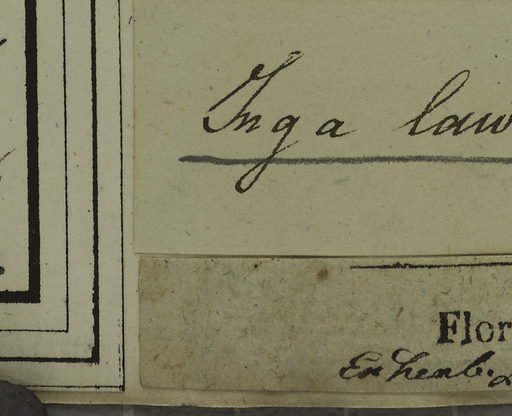 Inga law
Flor
Ex herb.